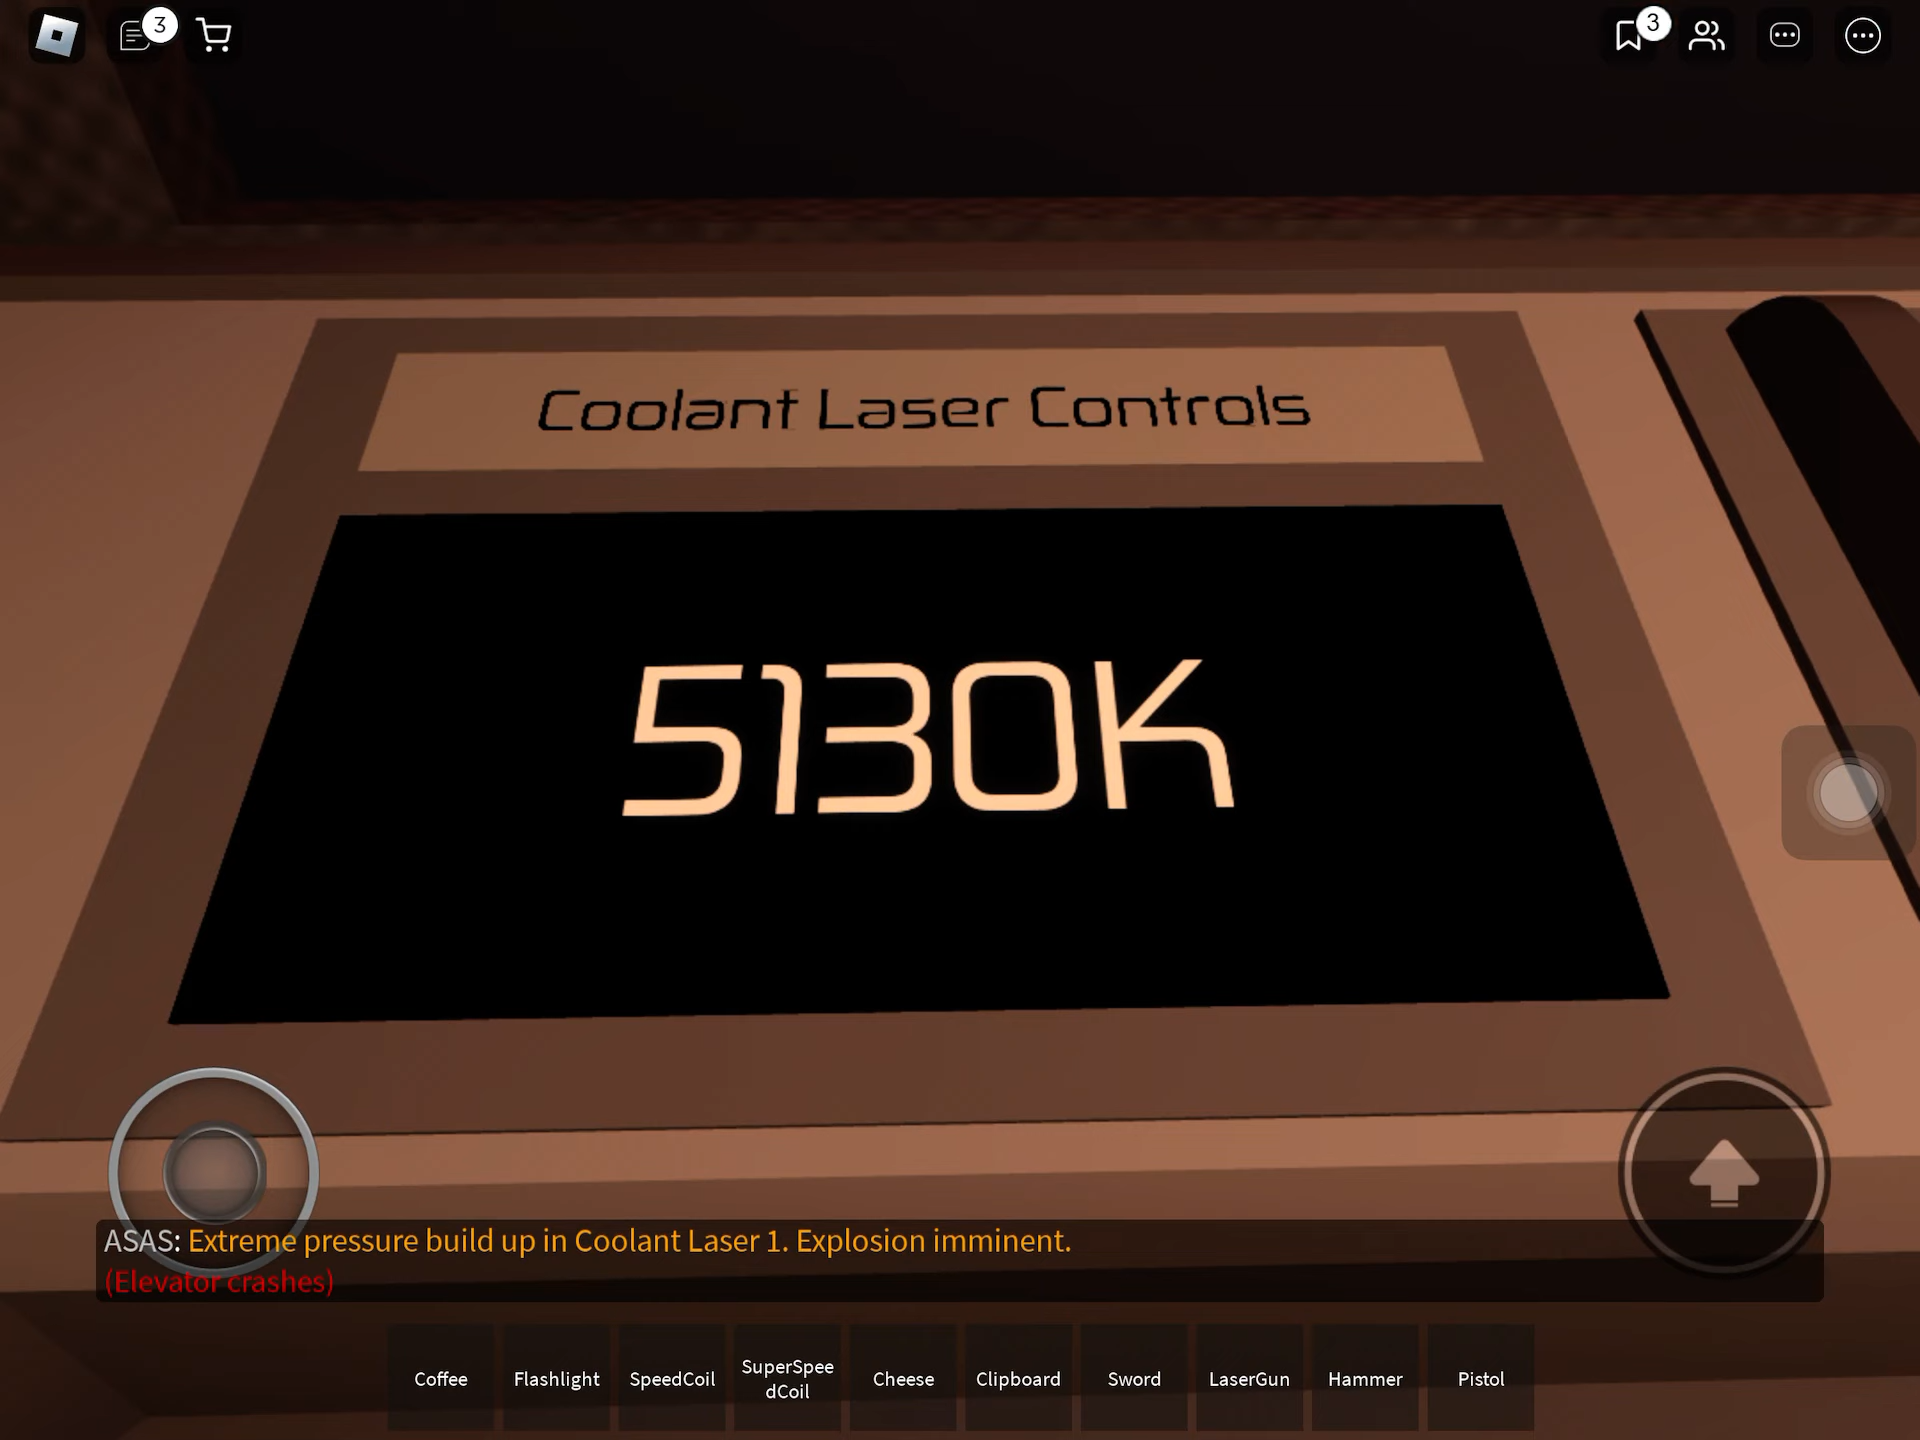 3
3
Coolant Laser Controls
5130K
ASAS: Extreme pressure build up in Coolant Laser 1. Explosion imminent.
(Elevator crashes)
Coffee
Flashlight
SpeedCoil
SuperSpee
dCoil
Cheese
Clipboard
Sword
LaserGun
Hammer
Pistol